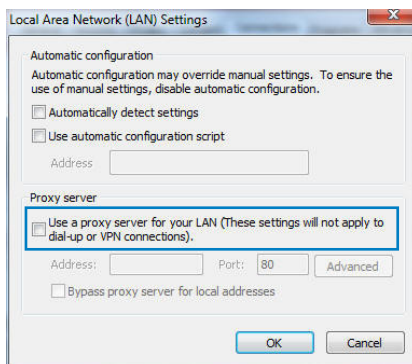 Local Area Network (LAN) Settings
Automatic configuration
Automatic configuration may override manual settings. To ensure the
use of manual settings, disable automatic configuration.
Automatically detect settings
Use automatic configuration script
Address
Proxy server
Use a proxy server for your LAN (These settings will not apply to
dial-up or VPN connections).
Address: Port: 80 Advanced
Bypass proxy server for local addresses
OK Cancel